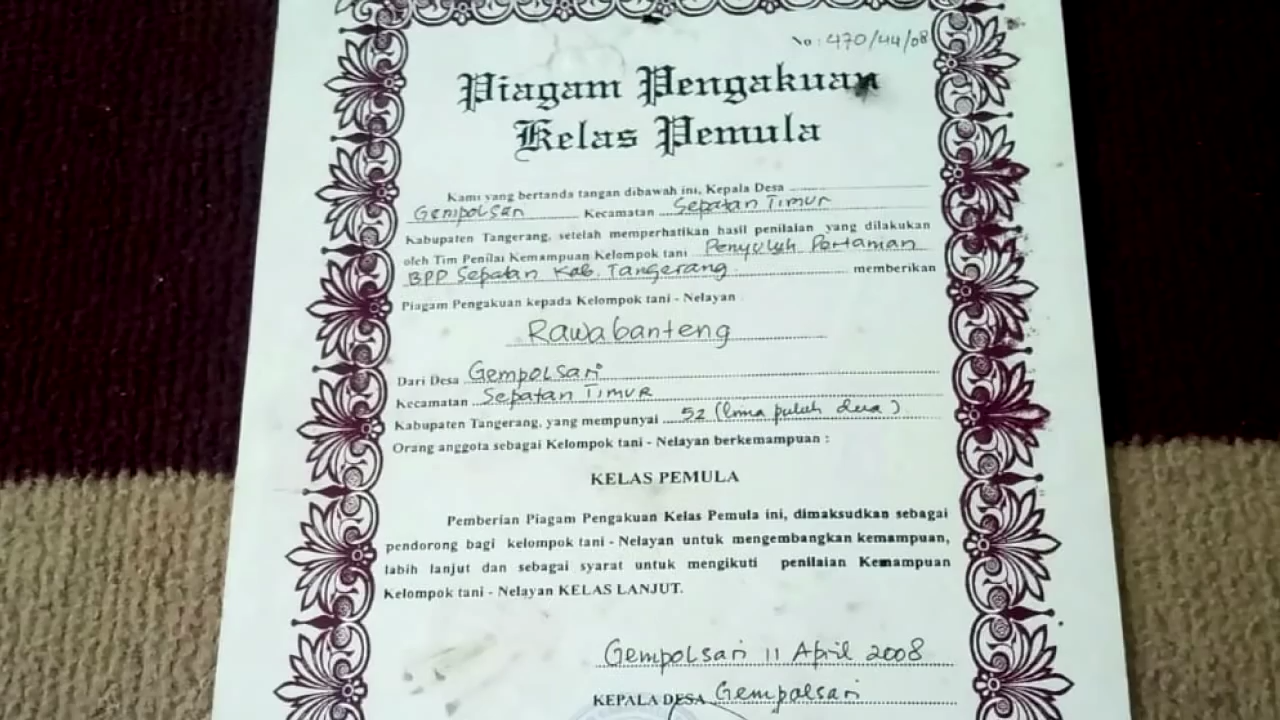 No : 470/44/08
Piagam Pengakuan
Kelas Pemula
Kami yang bertanda tangan dibawah ini, Kepala Desa
Gempolsari Kecamatan Sepatan Timur
Kabupaten Tangerang, setelah memperhatikan hasil penilaian yang dilakukan
oleh Tim Penilai Kemampuan Kelompok tani Penyuluh Pertanian
BPP Sepatan Kab. Tangerang memberikan
Piagam Pengakuan kepada Kelompok tani - Nelayan
Rawabanteng
Dari Desa Gempolsari
Kecamatan Sepatan Timur
Kabupaten Tangerang, yang mempunyai 52 (lima puluh dua)
Orang anggota sebagai Kelompok tani - Nelayan berkemampuan :
KELAS PEMULA
Pemberian Piagam Pengakuan Kelas Pemula ini, dimaksudkan sebagai
pendorong bagi kelompok tani - Nelayan untuk mengembangkan kemampuan,
labih lanjut dan sebagai syarat untuk mengikuti penilaian Kemampuan
Kelompok tani - Nelayan KELAS LANJUT.
Gempolsari 11 April 2008
KEPALA DESA Gempolsari